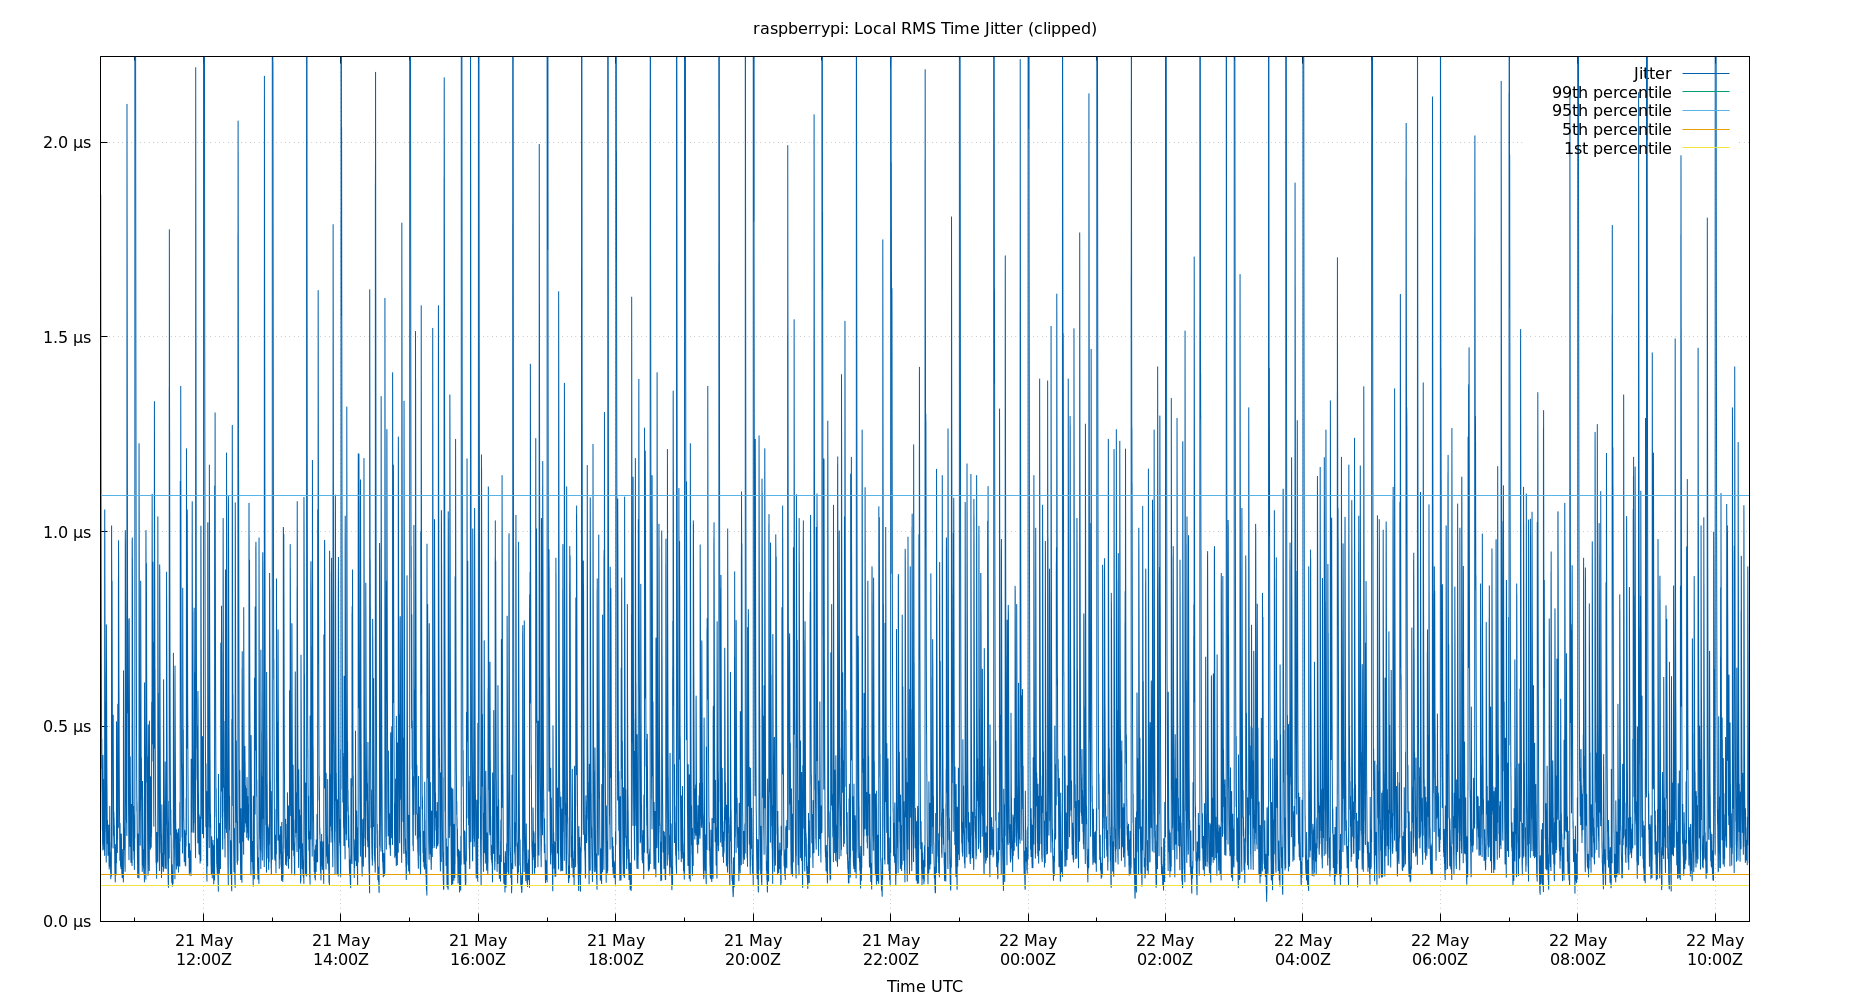 raspberrypi: Local RMS Time Jitter (clipped)
Jitter
99th percentile
95th percentile
5th percentile
1st percentile
2.0 µs
1.5 µs
1.0 µs
0.5 µs
0.0 µs
21 May 21 May 21 May 21 May 21 May 21 May 22 May 22 May 22 May 22 May 22 May 22 May
12:00Z 14:00Z 16:00Z 18:00Z 20:00Z 22:00Z 00:00Z 02:00Z 04:00Z 06:00Z 08:00Z 10:00Z
Time UTC